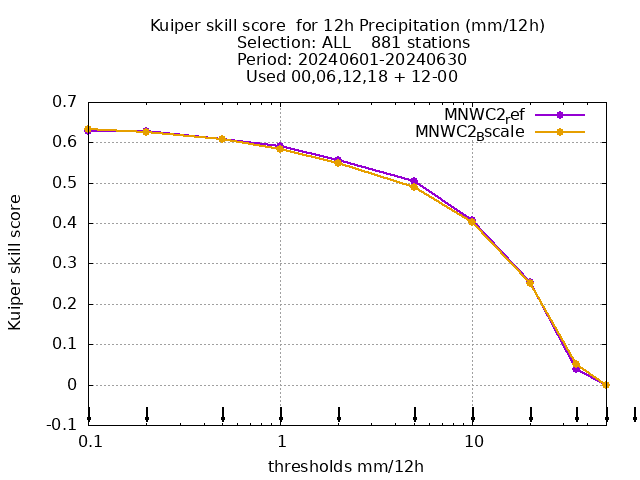 Kuiper skill score  for 12h Precipitation (mm/12h)
Selection: ALL    881 stations
Period: 20240601-20240630
Used 00,06,12,18 + 12-00
MNWC2ref
MNWC2Bscale
0.7
0.6
0.5
0.4
0.3
0.2
0.1
0
-0.1
Kuiper skill score
0.1 1 10
thresholds mm/12h